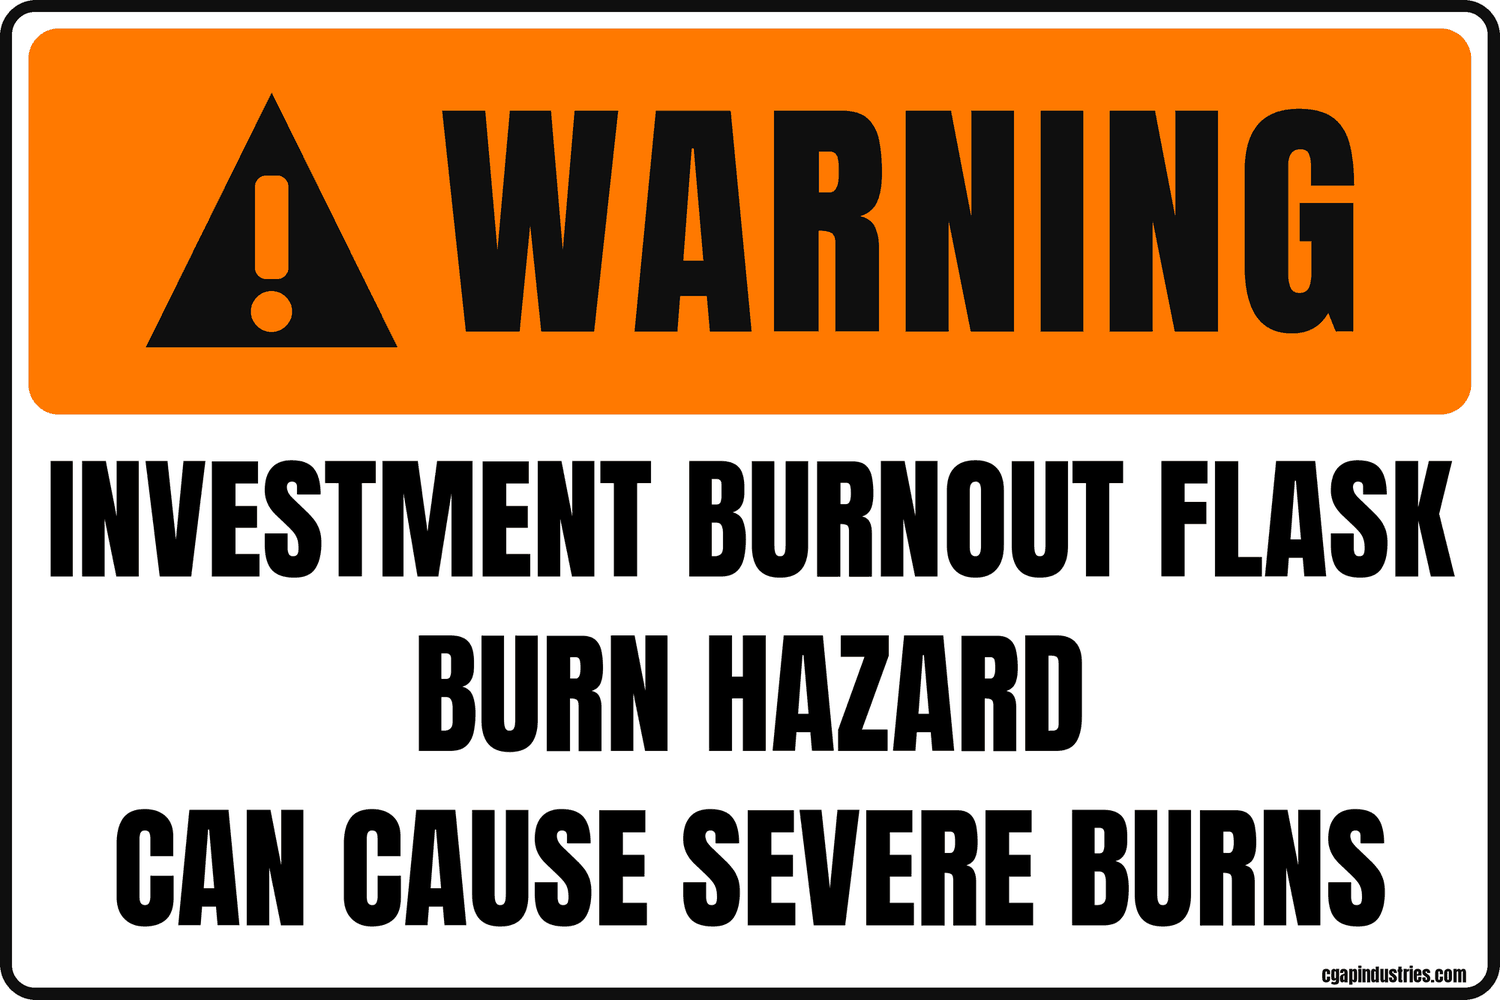 WARNING
INVESTMENT BURNOUT FLASK
BURN HAZARD
CAN CAUSE SEVERE BURNS
cgapindustries.com